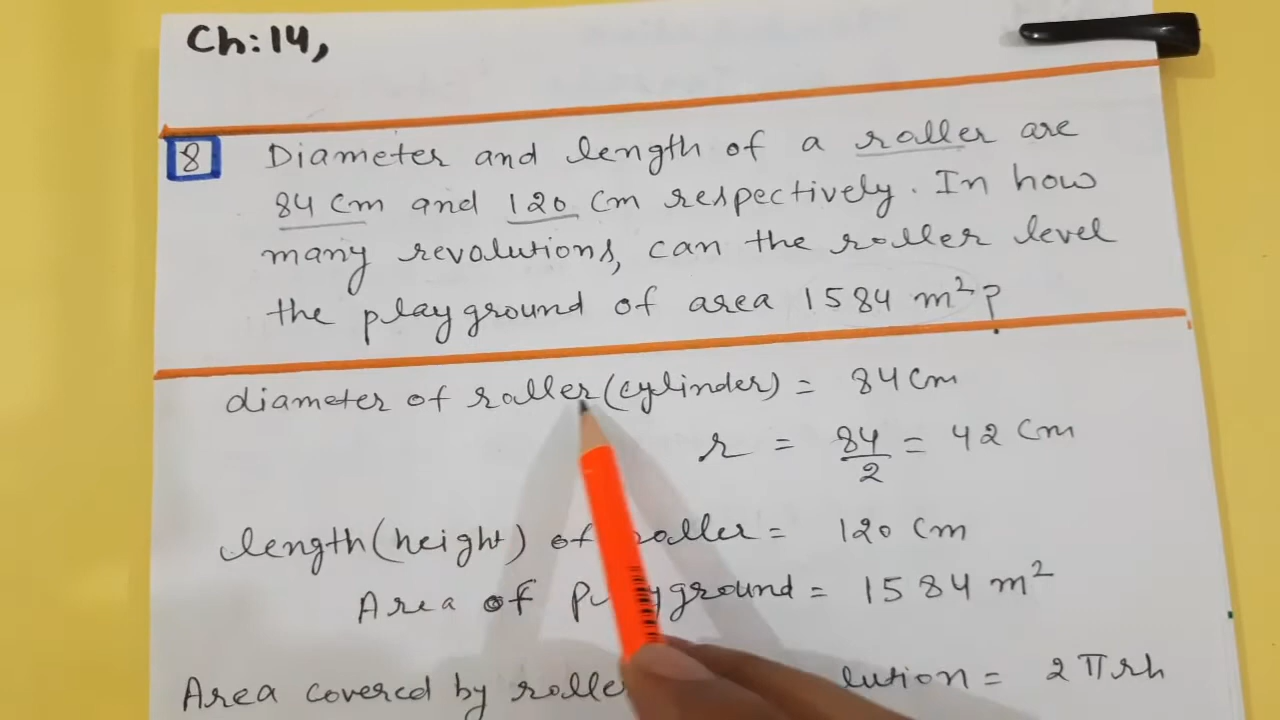 Ch: 14,
8 Diameter and length of a roller are
84 cm and 120 cm respectively. In how
many revolutions, can the roller level
the playground of area 1584 m²?
diameter of roller (cylinder) = 84 cm
r = 84/2 = 42 cm
length (height) of roller = 120 cm
Area of playground = 1584 m²
Area covered by = 2πrh